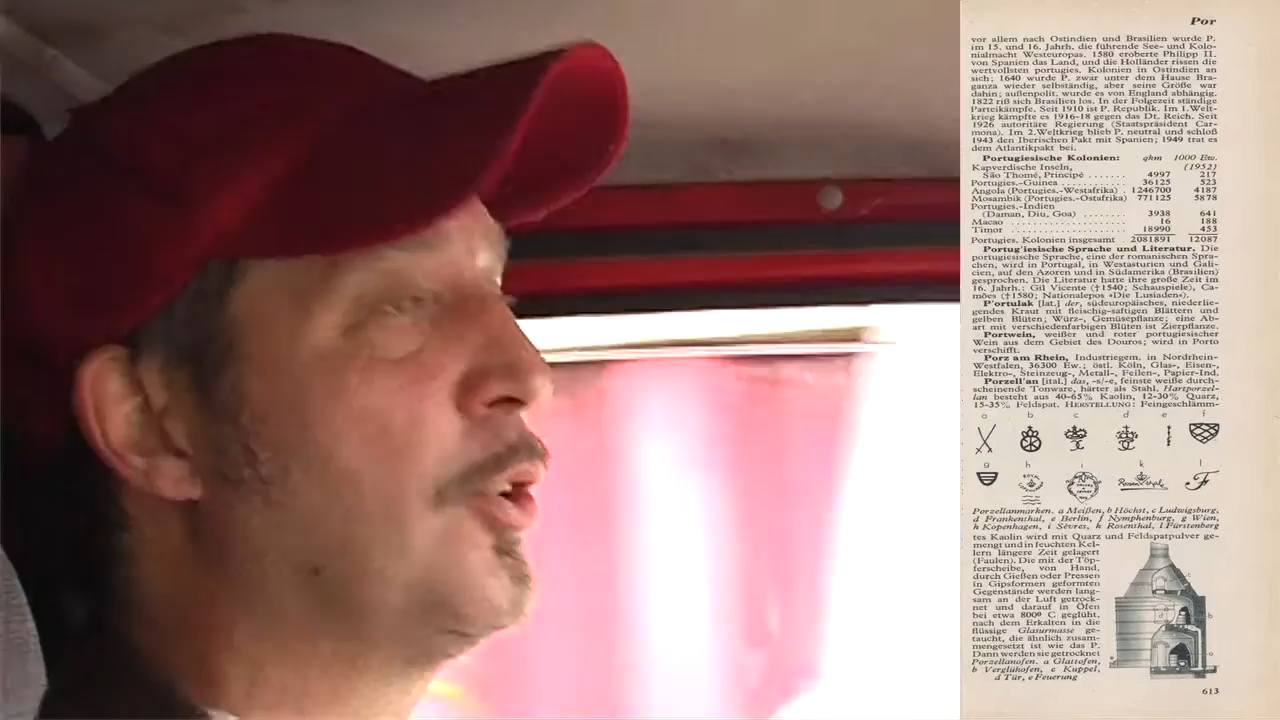 Por
vor allem nach Ostindien und Brasilien wurde P.
im 15. und 16. Jahrh. die führende See- und Kolo-
nialmacht Westeuropas. 1580 eroberte Philipp II.
von Spanien das Land, und die Holländer rissen die
wertvollsten portugies. Kolonien in Ostindien an
sich; 1640 wurde P. zwar unter dem Hause Bra-
ganza wieder selbständig, aber seine Größe war
dahin; außenpolit. wurde es von England abhängig.
1822 riß sich Brasilien los. In der Folgezeit ständige
Parteikämpfe. Seit 1910 ist P. Republik. Im 1.Welt-
krieg kämpfte es 1916-18 gegen das Dt. Reich. Seit
1926 autoritäre Regierung (Staatspräsident Car-
mona). Im 2.Weltkrieg blieb P. neutral und schloß
1943 den Iberischen Pakt mit Spanien; 1949 trat es
dem Atlantikpakt bei.
Portugiesische Kolonien: qkm 1000 Ew.
Kapverdische Inseln, (1952)
São Thomé, Principé ....... 4997 217
Portugies.-Guinea ............ 36125 523
Angola (Portugies.-Westafrika) . 1246700 4187
Mosambik (Portugies.-Ostafrika) 771125 5878
Portugies.-Indien
(Daman, Diu, Goa) ........ 3938 641
Macao .................... 16 188
Timor .................... 18990 453
Portugies. Kolonien insgesamt . 2081891 12087
Portug'iesische Sprache und Literatur. Die
portugiesische Sprache, eine der romanischen Spra-
chen, wird in Portugal, in Westasturien und Gali-
cien, auf den Azoren und in Südamerika (Brasilien)
gesprochen. Die Literatur hatte ihre große Zeit im
16. Jahrh.: Gil Vicente (†1540; Schauspiele), Ca-
mões (†1580; Nationalepos »Die Lusiaden«).
P'ortulak [lat.] der, südeuropäisches, niederlie-
gendes Kraut mit fleischig-saftigen Blättern und
gelben Blüten; Würz-, Gemüsepflanze; eine Ab-
art mit verschiedenfarbigen Blüten ist Zierpflanze.
Portwein, weißer und roter portugiesischer
Wein aus dem Gebiet des Douros; wird in Porto
verschifft.
Porz am Rhein, Industriegem. in Nordrhein-
Westfalen, 36300 Ew.; östl. Köln, Glas-, Eisen-,
Elektro-, Steinzeug-, Metall-, Feilen-, Papier-Ind.
Porzell'an [ital.] das, -s/-e, feinste weiße durch-
scheinende Tonware, härter als Stahl. Hartporzel-
lan besteht aus 40-65% Kaolin, 12-30% Quarz,
15-35% Feldspat. HERSTELLUNG: Feingeschlämm-
a b c d e f
g h i k l
ROYAL
COPENHAGEN
Rosenthal
F
Porzellanmarken. a Meißen, b Höchst, c Ludwigsburg,
d Frankenthal, e Berlin, f Nymphenburg, g Wien,
h Kopenhagen, i Sèvres, k Rosenthal, l Fürstenberg
tes Kaolin wird mit Quarz und Feldspatpulver ge-
mengt und in feuchten Kel-
lern längere Zeit gelagert
(Faulen). Die mit der Töp-
ferscheibe, von Hand,
durch Gießen oder Pressen
in Gipsformen geformten
Gegenstände werden lang-
sam an der Luft getrock-
net und darauf in Öfen
bei etwa 800° C geglüht,
nach dem Erkalten in die
flüssige Glasurmasse ge-
taucht, die ähnlich zusam-
mengesetzt ist wie das P.
Dann werden sie getrocknet
Porzellanofen. a Glattofen,
b Verglühofen, c Kuppel,
d Tür, e Feuerung
613